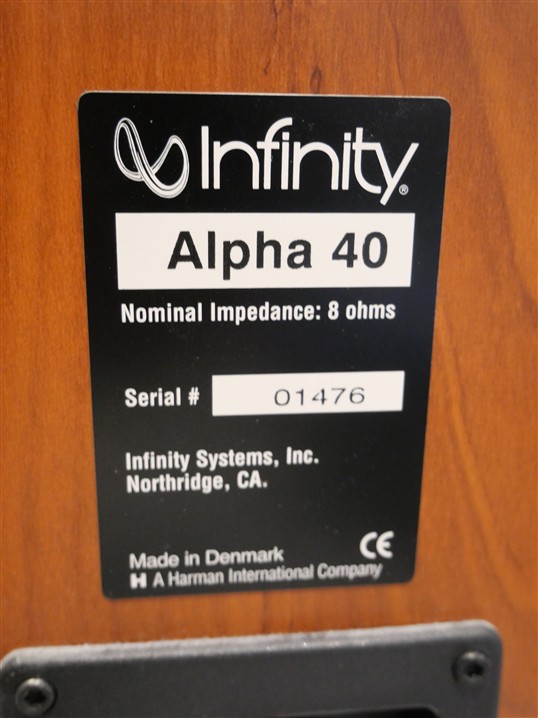 Infinity®
Alpha 40
Nominal Impedance: 8 ohms
Serial # 01476
Infinity Systems, Inc.
Northridge, CA.
CE
Made in Denmark
H A Harman International Company